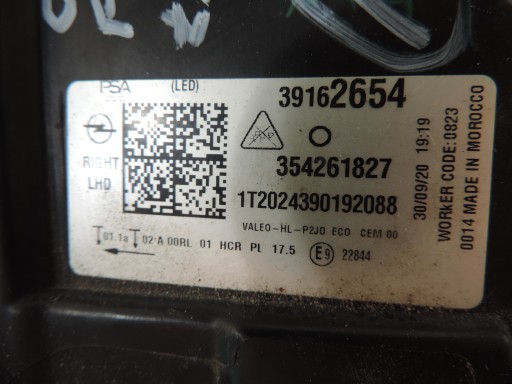 PSA (LED) 39162654
RIGHT
LHD
354261827
1T2024390192088
VALEO-HL-P2JO ECO CEM 00
01.1a 02 A 00RL 01 HCR PL 17.5 E9 22844
30/09/20 19:19
WORKER CODE:0823
0014 MADE IN MOROCCO